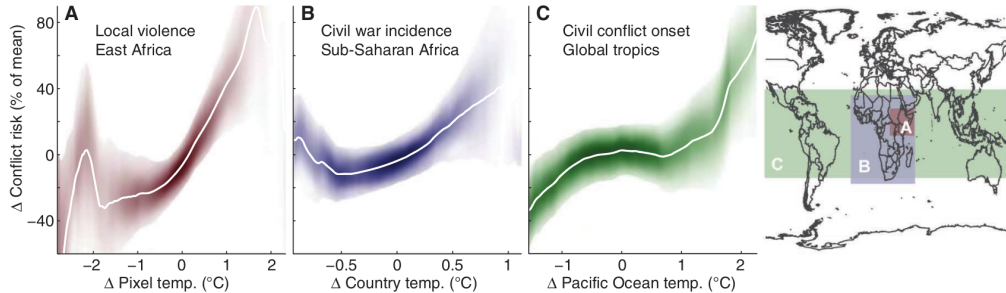 A
Local violence
East Africa
B
Civil war incidence
Sub-Saharan Africa
C
Civil conflict onset
Global tropics
Δ Conflict risk (% of mean)
80
40
0
−40
−2 −1 0 1 2
Δ Pixel temp. (°C)
−0.5 0 0.5 1
Δ Country temp. (°C)
−1 0 1 2
Δ Pacific Ocean temp. (°C)
A
B
C